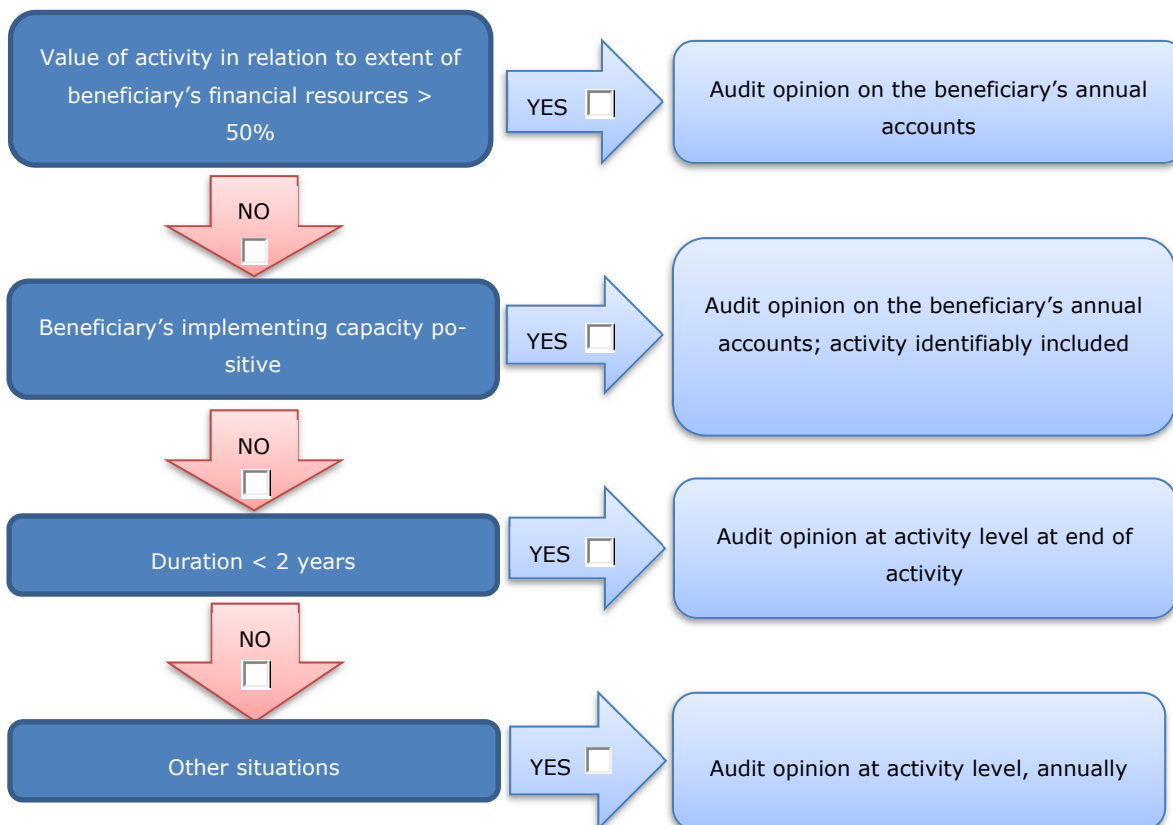 Value of activity in relation to extent of
beneficiary’s financial resources >
50%
YES
Audit opinion on the beneficiary’s annual
accounts
NO
Beneficiary’s implementing capacity po-
sitive
YES
Audit opinion on the beneficiary’s annual
accounts; activity identifiably included
NO
Duration < 2 years
YES
Audit opinion at activity level at end of
activity
NO
Other situations
YES
Audit opinion at activity level, annually